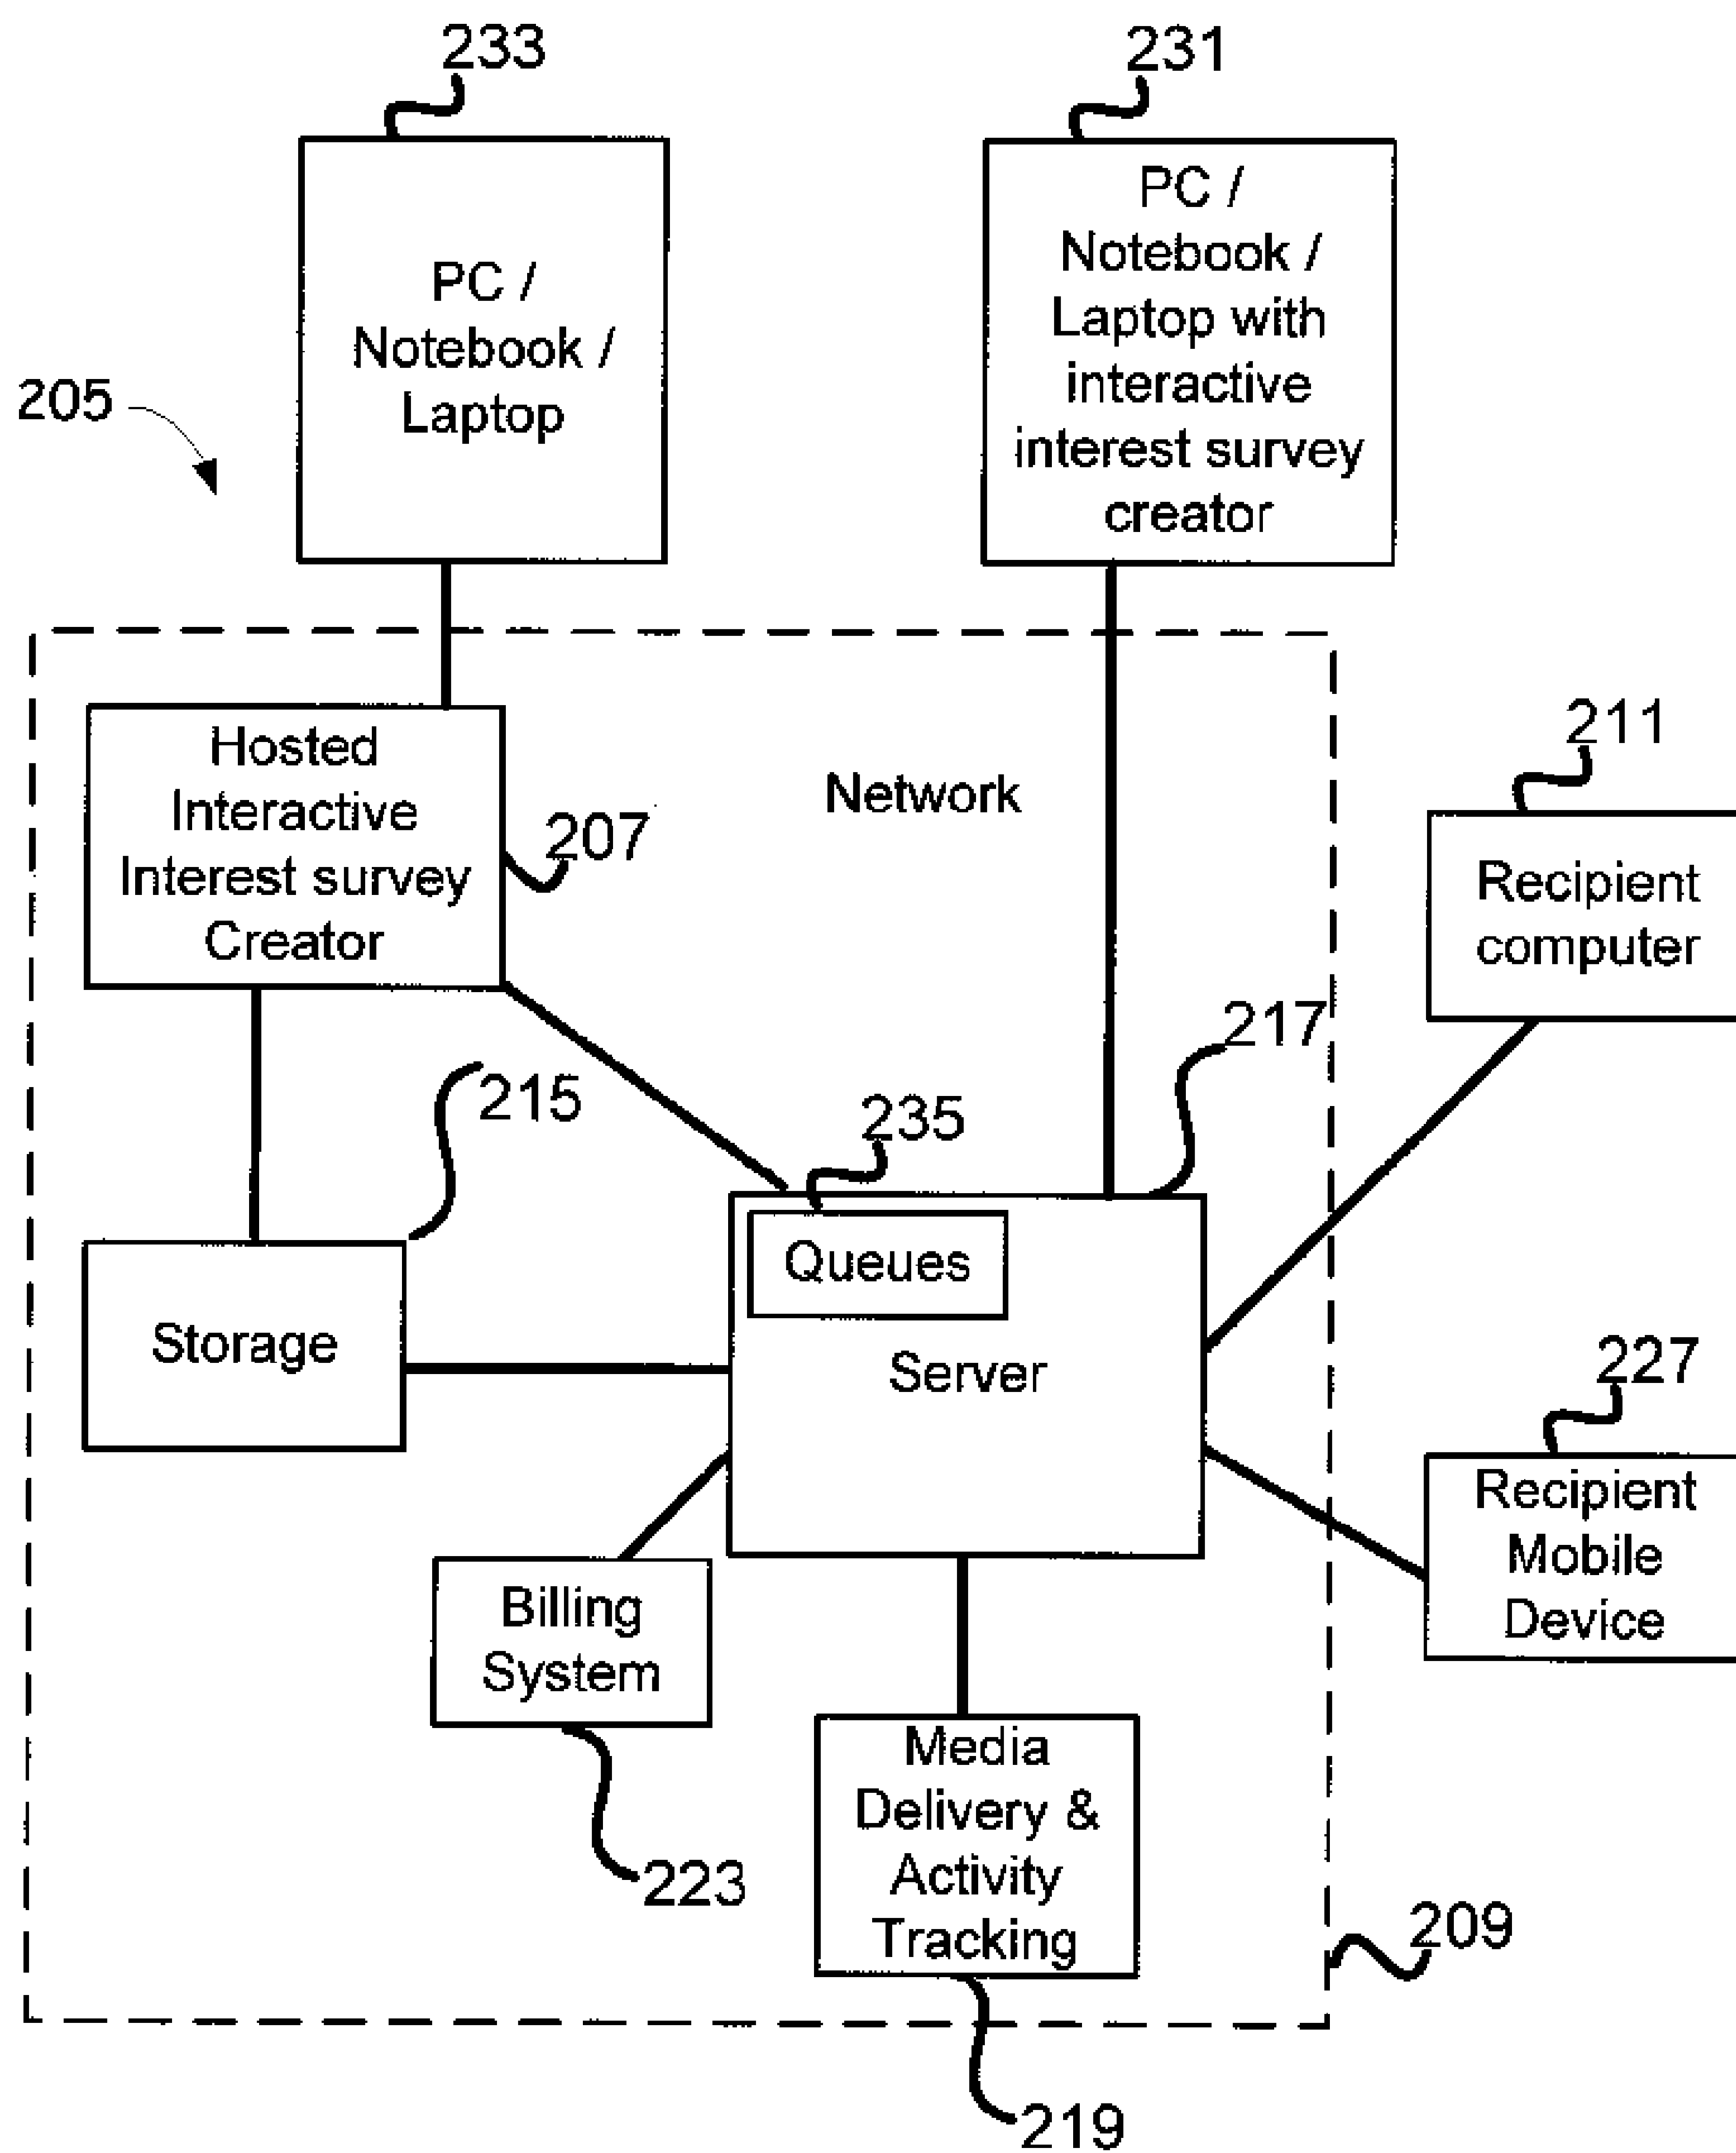 233
231
PC /
Notebook /
Laptop
PC /
Notebook /
Laptop with
interactive
interest survey
creator
205
Hosted
Interactive
Interest survey
Creator
207
Network
211
Recipient
computer
217
215
235
Queues
Server
Storage
227
Recipient
Mobile
Device
Billing
System
223
Media
Delivery &
Activity
Tracking
209
219